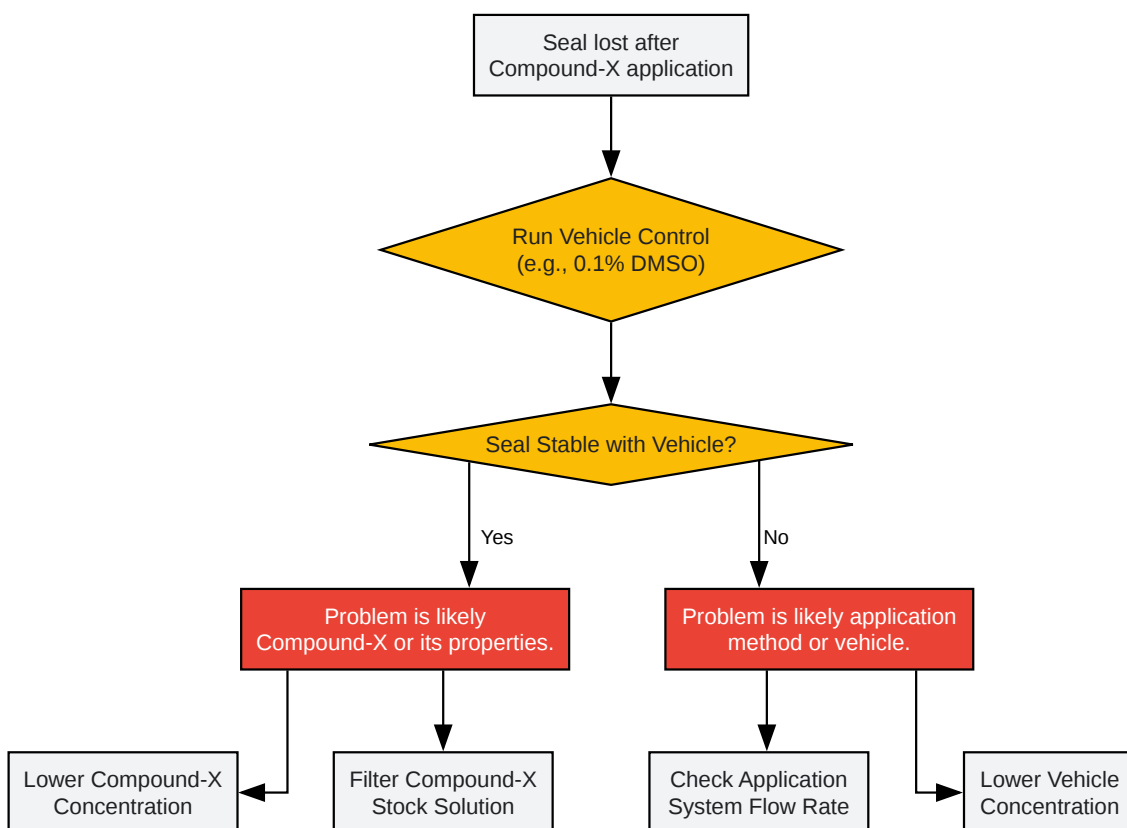 Seal lost after
Compound-X application
Run Vehicle Control
(e.g., 0.1% DMSO)
Seal Stable with Vehicle?
Yes
No
Problem is likely
Compound-X or its properties.
Problem is likely application
method or vehicle.
Lower Compound-X
Concentration
Filter Compound-X
Stock Solution
Check Application
System Flow Rate
Lower Vehicle
Concentration